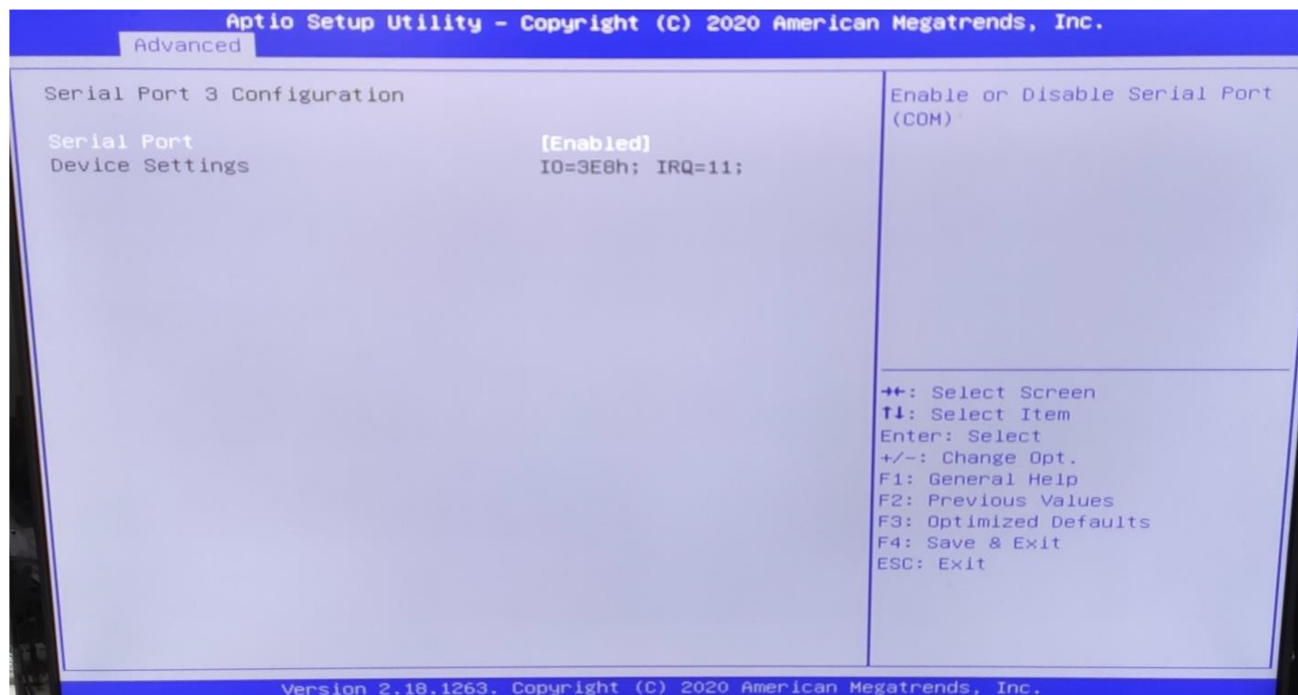 Aptio Setup Utility – Copyright (C) 2020 American Megatrends, Inc.
Advanced
Serial Port 3 Configuration
Serial Port [Enabled]
Device Settings IO=3E8h; IRQ=11;
Enable or Disable Serial Port
(COM)
→←: Select Screen
↑↓: Select Item
Enter: Select
+/-: Change Opt.
F1: General Help
F2: Previous Values
F3: Optimized Defaults
F4: Save & Exit
ESC: Exit
Version 2.18.1263. Copyright (C) 2020 American Megatrends, Inc.